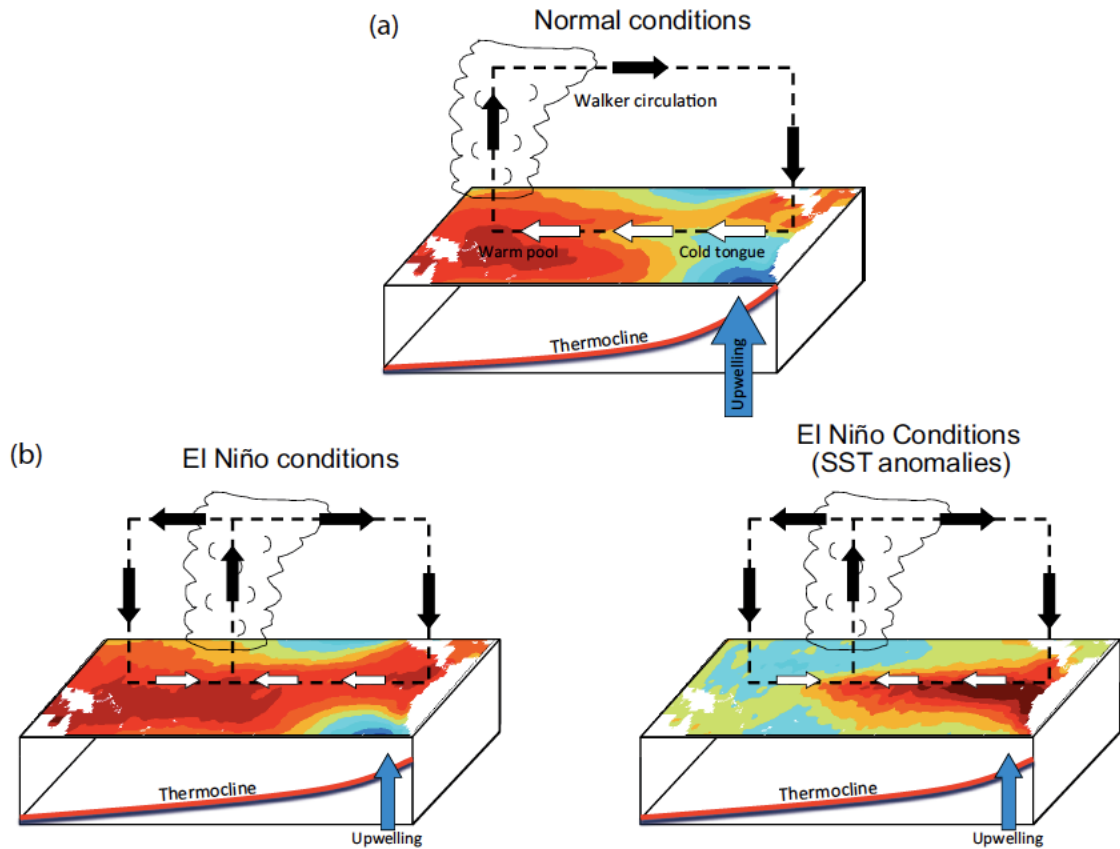 (a)
Normal conditions
Walker circulation
Warm pool
Cold tongue
Thermocline
Upwelling
(b)
El Niño conditions
Thermocline
Upwelling
El Niño Conditions
(SST anomalies)
Thermocline
Upwelling